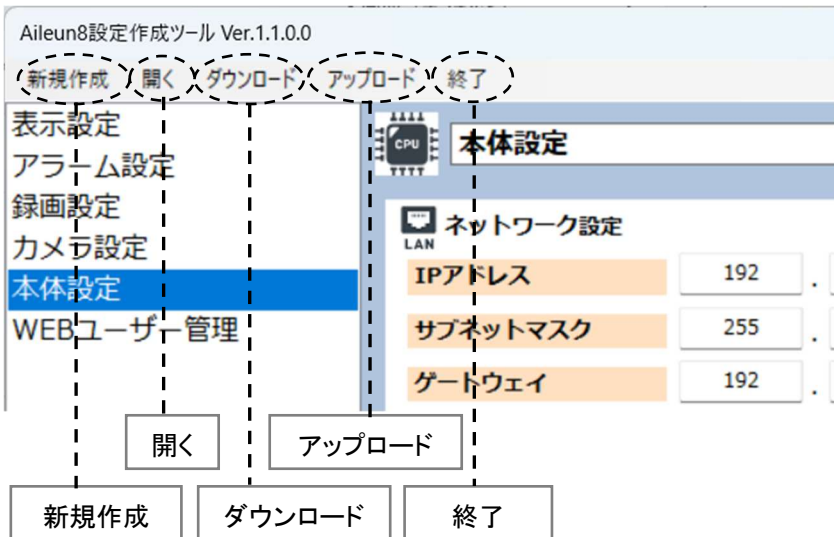 Aileun8設定作成ツール Ver.1.1.0.0
新規作成 開く ダウンロード アップロード 終了
表示設定
アラーム設定
録画設定
カメラ設定
本体設定
WEBユーザー管理
CPU 本体設定
LAN ネットワーク設定
IPアドレス 192 .
サブネットマスク 255 .
ゲートウェイ 192 .
開く アップロード
新規作成 ダウンロード 終了